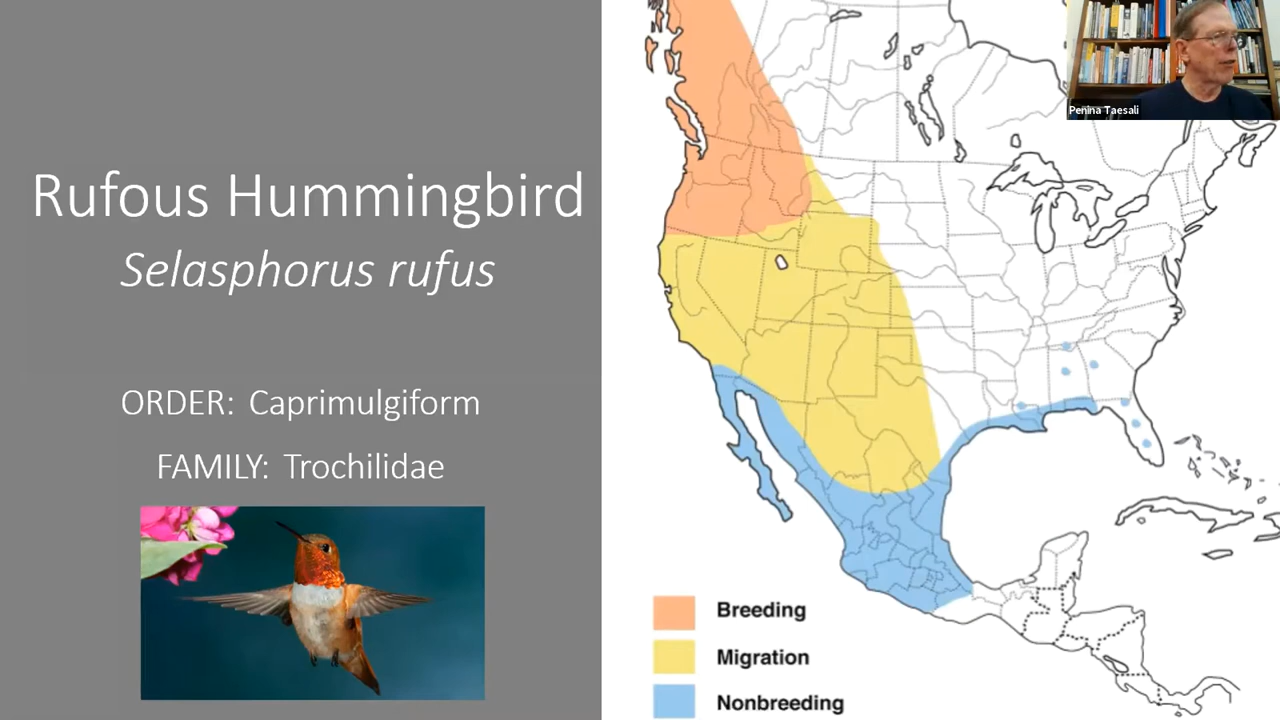 Rufous Hummingbird
Selasphorus rufus
ORDER: Caprimulgiform
FAMILY: Trochilidae
Breeding
Migration
Nonbreeding
Penina Taesali